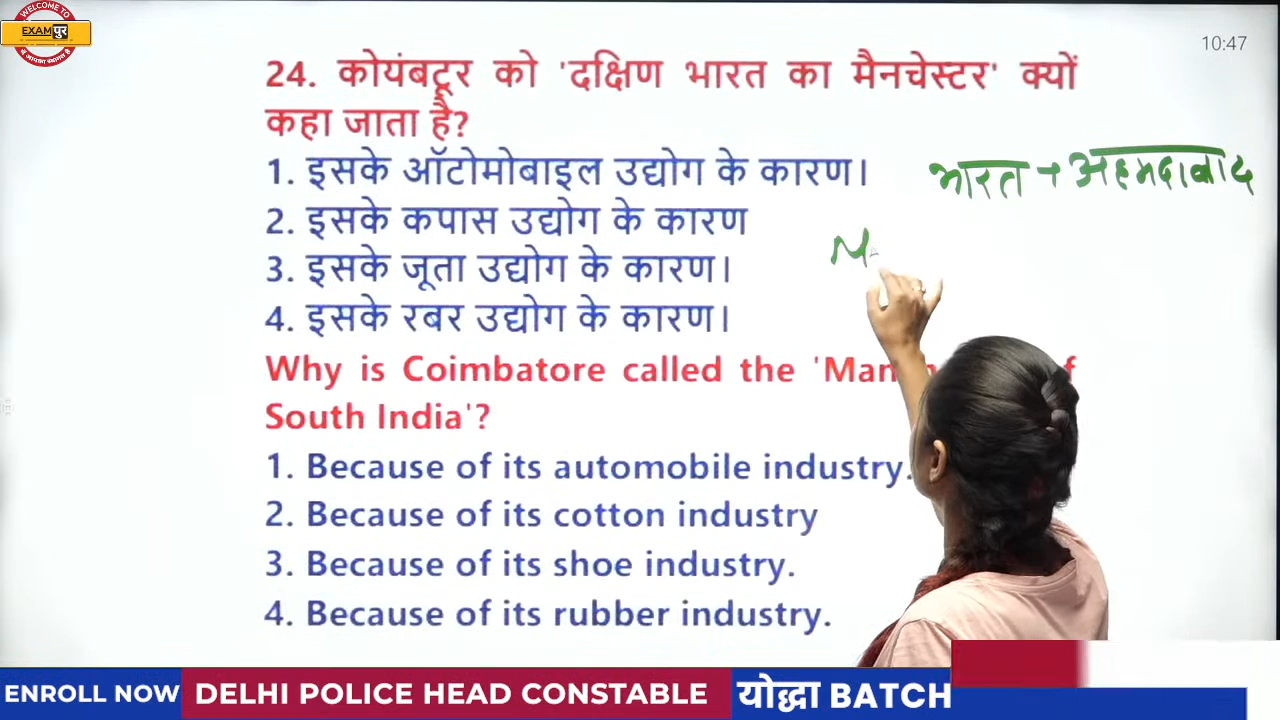 WELCOME TO
EXAMपुर
10:47
24. कोयंबटूर को 'दक्षिण भारत का मैनचेस्टर' क्यों
कहा जाता है?
1. इसके ऑटोमोबाइल उद्योग के कारण।
भारत → अहमदाबाद
2. इसके कपास उद्योग के कारण
3. इसके जूता उद्योग के कारण।
4. इसके रबर उद्योग के कारण।
Why is Coimbatore called the 'Man
South India'?
1. Because of its automobile industry.
2. Because of its cotton industry
3. Because of its shoe industry.
4. Because of its rubber industry.
ENROLL NOW DELHI POLICE HEAD CONSTABLE योद्धा BATCH